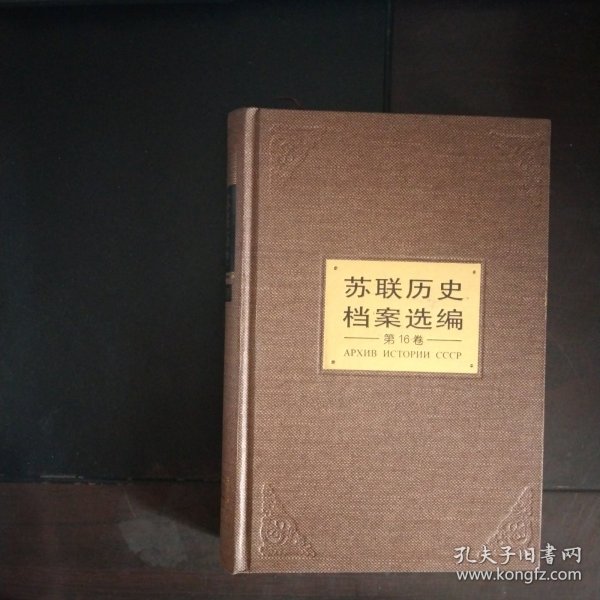 苏联历史
档案选编
第16卷
АРХИВ ИСТОРИИ СССР
孔夫子旧书网
www.kongfz.com